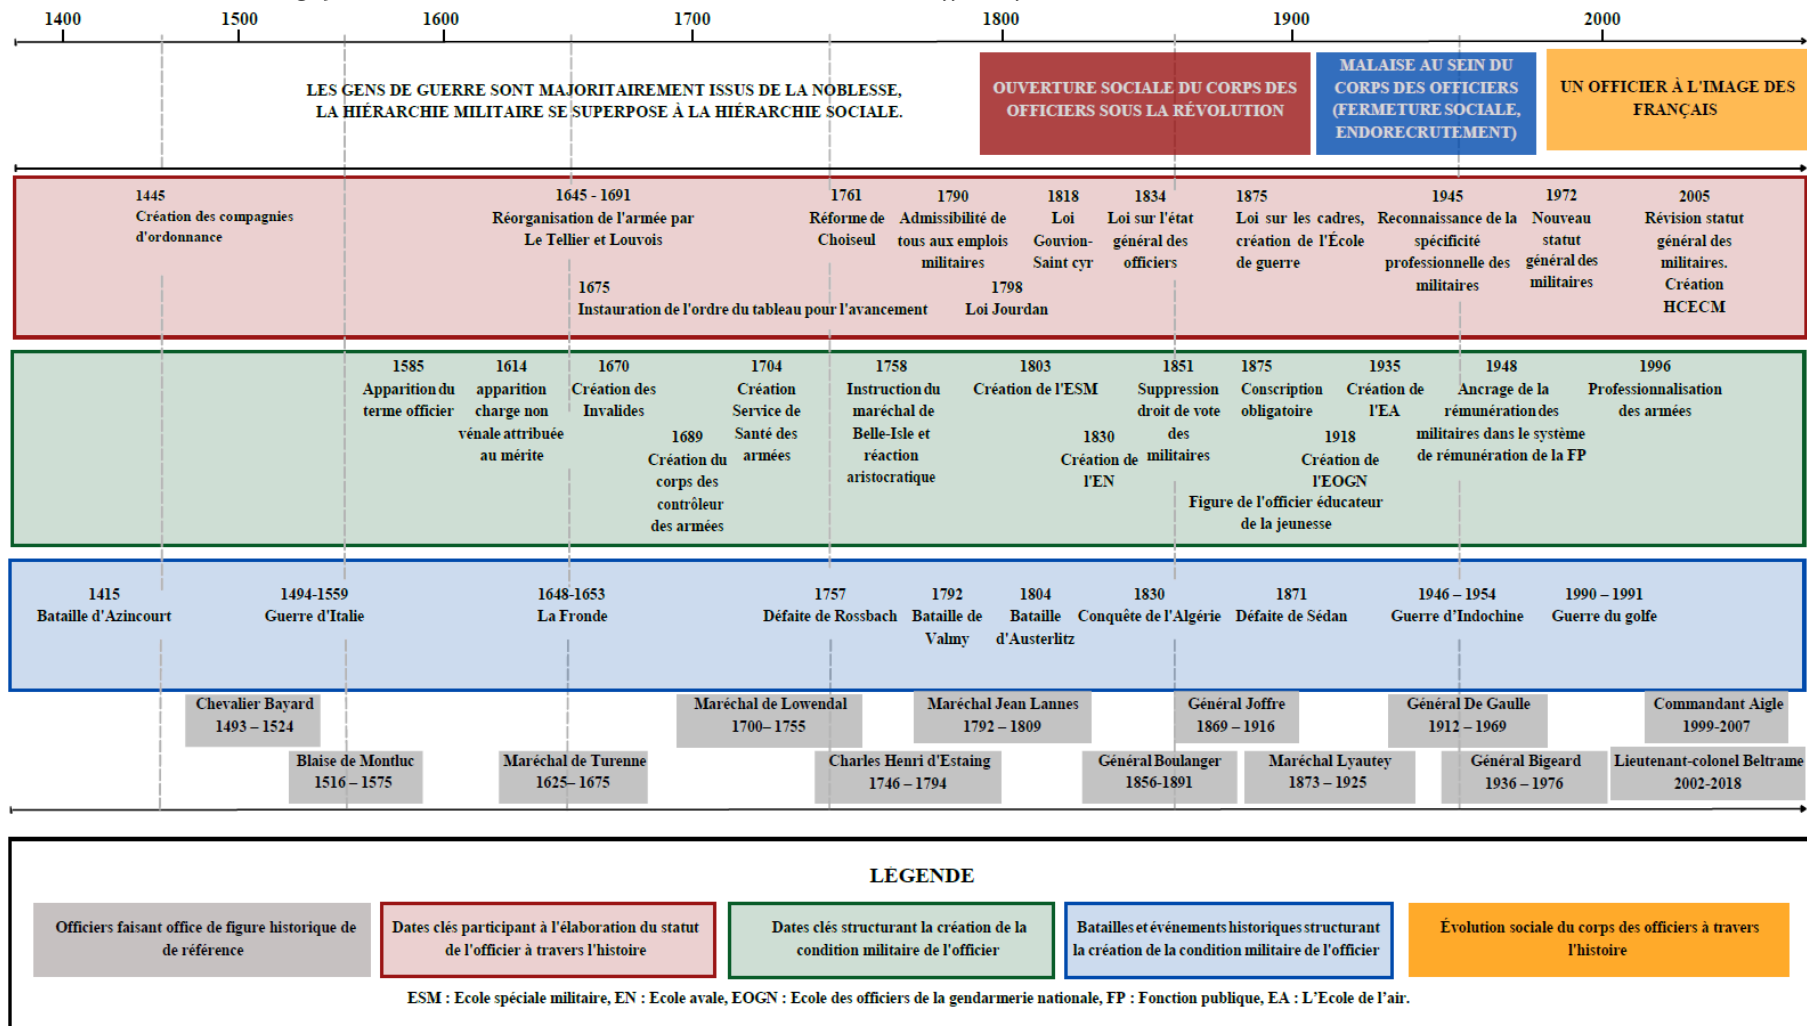 1400 1500 1600 1700 1800 1900 2000
LES GENS DE GUERRE SONT MAJORITAIREMENT ISSUS DE LA NOBLESSE,
LA HIÉRARCHIE MILITAIRE SE SUPERPOSE À LA HIÉRARCHIE SOCIALE.
OUVERTURE SOCIALE DU CORPS DES
OFFICIERS SOUS LA RÉVOLUTION
MALAISE AU SEIN DU
CORPS DES OFFICIERS
(FERMETURE SOCIALE,
ENDORECRUTEMENT)
UN OFFICIER À L'IMAGE DES
FRANÇAIS
1445
Création des compagnies
d'ordonnance
1645 - 1691
Réorganisation de l'armée par
Le Tellier et Louvois
1675
Instauration de l'ordre du tableau pour l'avancement
1761
Réforme de
Choiseul
1790
Admissibilité de
tous aux emplois
militaires
1798
Loi Jourdan
1818
Loi
Gouvion-
Saint cyr
1834
Loi sur l'état
général des
officiers
1875
Loi sur les cadres,
création de l'École
de guerre
1945
Reconnaissance de la
spécificité
professionnelle des
militaires
1972
Nouveau
statut
général des
militaires
2005
Révision statut
général des
militaires.
Création
HCECM
1585
Apparition du
terme officier
1614
apparition
charge non
vénale attribuée
au mérite
1670
Création des
Invalides
1689
Création du
corps des
contrôleur
des armées
1704
Création
Service de
Santé des
armées
1758
Instruction du
maréchal de
Belle-Isle et
réaction
aristocratique
1803
Création de l'ESM
1830
Création de
l'EN
1851
Suppression
droit de vote
des
militaires
1875
Conscription
obligatoire
1918
Création de
l'EOGN
Figure de l'officier éducateur
de la jeunesse
1935
Création de
l'EA
1948
Ancrage de la
rémunération des
militaires dans le système
de rémunération de la FP
1996
Professionnalisation
des armées
1415
Bataille d'Azincourt
1494-1559
Guerre d'Italie
1648-1653
La Fronde
1757
Défaite de Rossbach
1792
Bataille de
Valmy
1804
Bataille
d'Austerlitz
1830
Conquête de l'Algérie
1871
Défaite de Sédan
1946 – 1954
Guerre d'Indochine
1990 – 1991
Guerre du golfe
Chevalier Bayard
1493 – 1524
Blaise de Montluc
1516 – 1575
Maréchal de Turenne
1625– 1675
Maréchal de Lowendal
1700– 1755
Charles Henri d'Estaing
1746 – 1794
Maréchal Jean Lannes
1792 – 1809
Général Boulanger
1856-1891
Général Joffre
1869 – 1916
Maréchal Lyautey
1873 – 1925
Général De Gaulle
1912 – 1969
Général Bigeard
1936 – 1976
Commandant Aigle
1999-2007
Lieutenant-colonel Beltrame
2002-2018
LÉGENDE
Officiers faisant office de figure historique de
de référence
Dates clés participant à l'élaboration du statut
de l'officier à travers l'histoire
Dates clés structurant la création de la
condition militaire de l'officier
Batailles et événements historiques structurant
la création de la condition militaire de l'officier
Évolution sociale du corps des officiers à travers
l'histoire
ESM : Ecole spéciale militaire, EN : Ecole avale, EOGN : Ecole des officiers de la gendarmerie nationale, FP : Fonction publique, EA : L'Ecole de l'air.